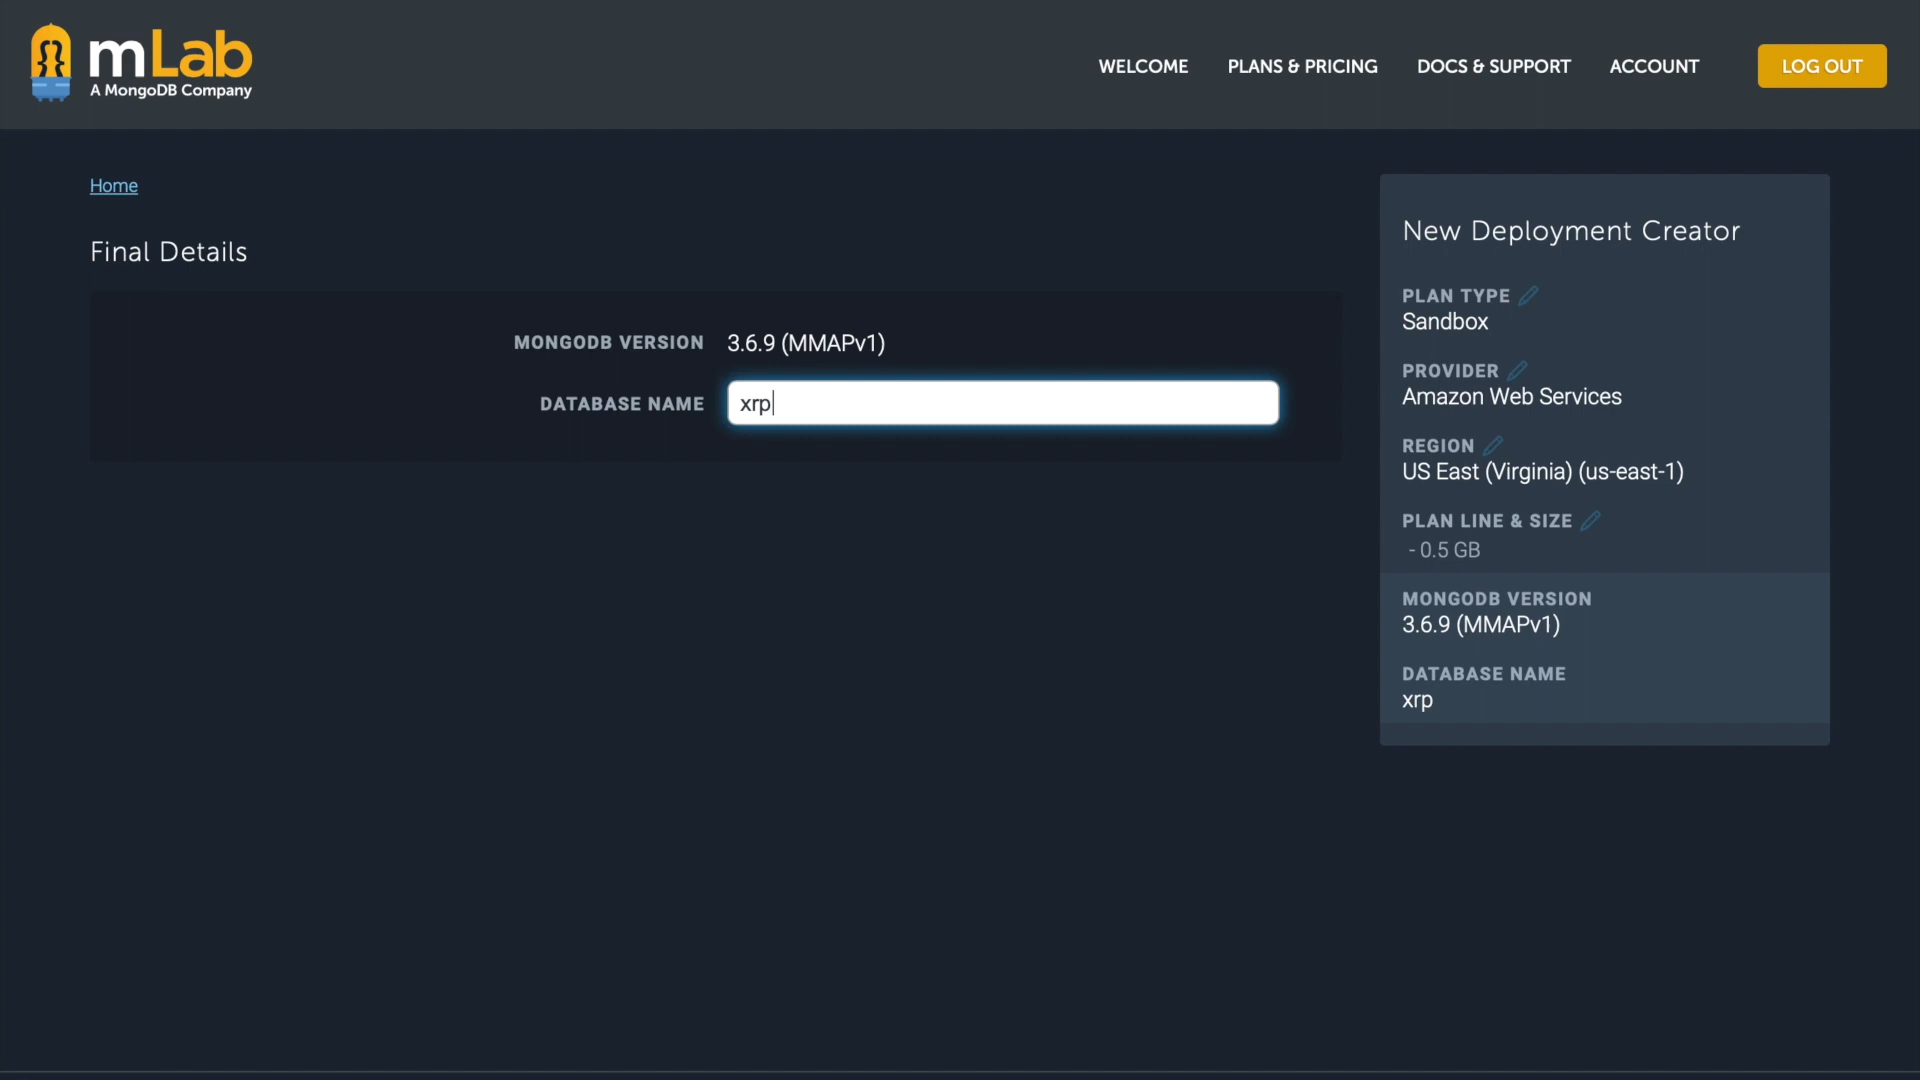 mLab
A MongoDB Company
WELCOME
PLANS & PRICING
DOCS & SUPPORT
ACCOUNT
LOG OUT
Home
Final Details
MONGODB VERSION
3.6.9 (MMAPv1)
DATABASE NAME
xrp
New Deployment Creator
PLAN TYPE
Sandbox
PROVIDER
Amazon Web Services
REGION
US East (Virginia) (us-east-1)
PLAN LINE & SIZE
- 0.5 GB
MONGODB VERSION
3.6.9 (MMAPv1)
DATABASE NAME
xrp